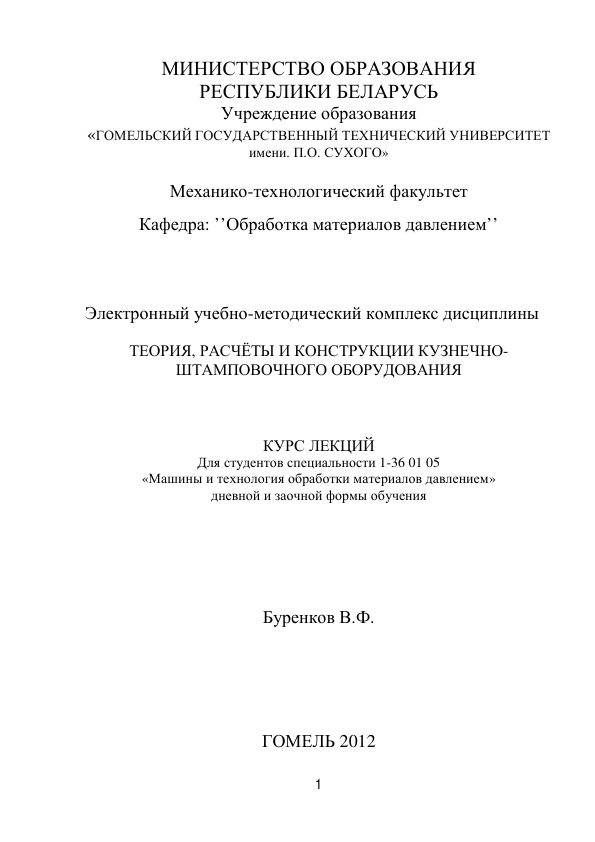 МИНИСТЕРСТВО ОБРАЗОВАНИЯ
РЕСПУБЛИКИ БЕЛАРУСЬ
Учреждение образования
«ГОМЕЛЬСКИЙ ГОСУДАРСТВЕННЫЙ ТЕХНИЧЕСКИЙ УНИВЕРСИТЕТ
имени. П.О. СУХОГО»
Механико-технологический факультет
Кафедра: ’’Обработка материалов давлением’’
Электронный учебно-методический комплекс дисциплины
ТЕОРИЯ, РАСЧЁТЫ И КОНСТРУКЦИИ КУЗНЕЧНО-
ШТАМПОВОЧНОГО ОБОРУДОВАНИЯ
КУРС ЛЕКЦИЙ
Для студентов специальности 1-36 01 05
«Машины и технология обработки материалов давлением»
дневной и заочной формы обучения
Буренков В.Ф.
ГОМЕЛЬ 2012
1